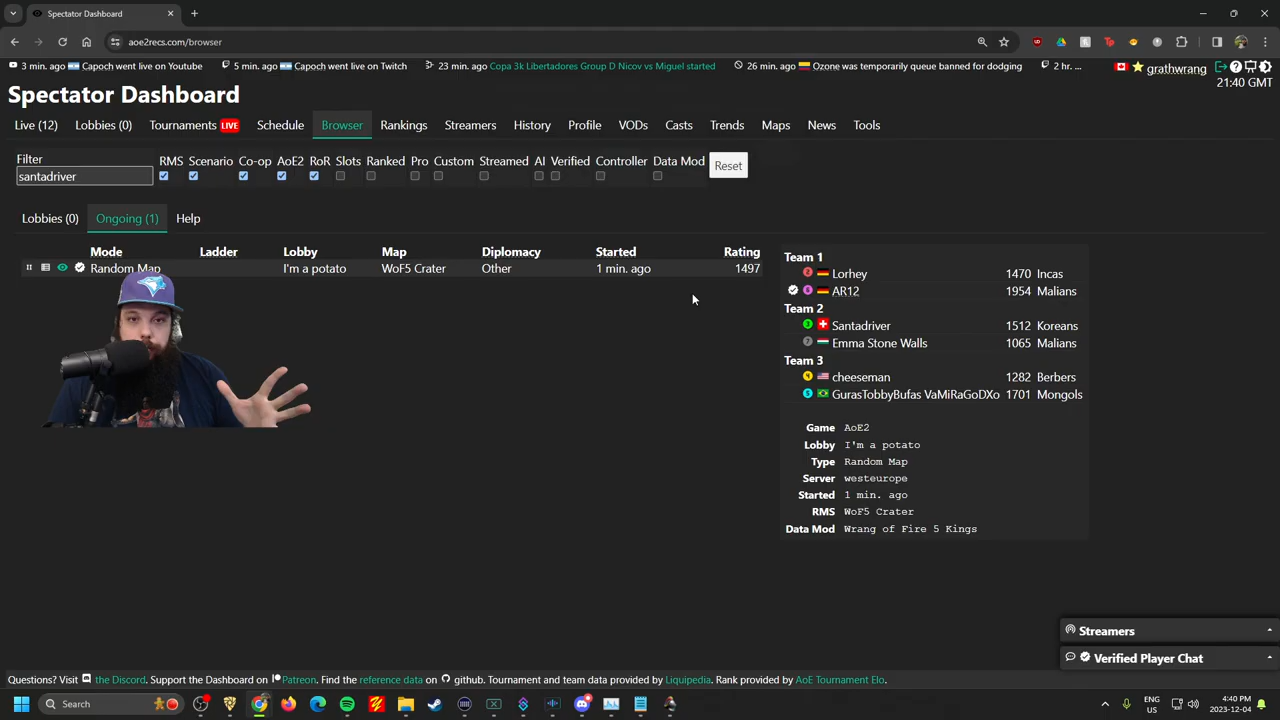 Spectator Dashboard
aoe2recs.com/browser
3 min. ago Capoch went live on Youtube 5 min. ago Capoch went live on Twitch 23 min. ago Copa 3k Libertadores Group D Nicov vs Miguel started 26 min. ago Ozone was temporarily queue banned for dodging 2 hr. ... grathwrang
21:40 GMT
Spectator Dashboard
Live (12) Lobbies (0) Tournaments LIVE Schedule Browser Rankings Streamers History Profile VODs Casts Trends Maps News Tools
Filter RMS Scenario Co-op AoE2 RoR Slots Ranked Pro Custom Streamed AI Verified Controller Data Mod Reset
santadriver
Lobbies (0) Ongoing (1) Help
Mode Ladder Lobby Map Diplomacy Started Rating
Random Map I'm a potato WoF5 Crater Other 1 min. ago 1497
Team 1
2 Lorhey 1470 Incas
6 AR12 1954 Malians
Team 2
3 Santadriver 1512 Koreans
7 Emma Stone Walls 1065 Malians
Team 3
4 cheeseman 1282 Berbers
5 GurasTobbyBufas VaMiRaGoDXo 1701 Mongols
Game AoE2
Lobby I'm a potato
Type Random Map
Server westeurope
Started 1 min. ago
RMS WoF5 Crater
Data Mod Wrang of Fire 5 Kings
Streamers
Verified Player Chat
Questions? Visit the Discord. Support the Dashboard on Patreon. Find the reference data on github. Tournament and team data provided by Liquipedia. Rank provided by AoE Tournament Elo.
Search
ENG
US
4:40 PM
2023-12-04